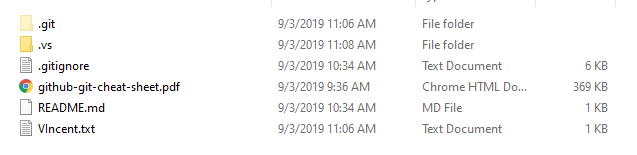 .git 9/3/2019 11:06 AM File folder
.vs 9/3/2019 11:08 AM File folder
.gitignore 9/3/2019 10:34 AM Text Document 6 KB
github-git-cheat-sheet.pdf 9/3/2019 9:36 AM Chrome HTML Do... 369 KB
README.md 9/3/2019 10:34 AM MD File 1 KB
VIncent.txt 9/3/2019 11:06 AM Text Document 1 KB